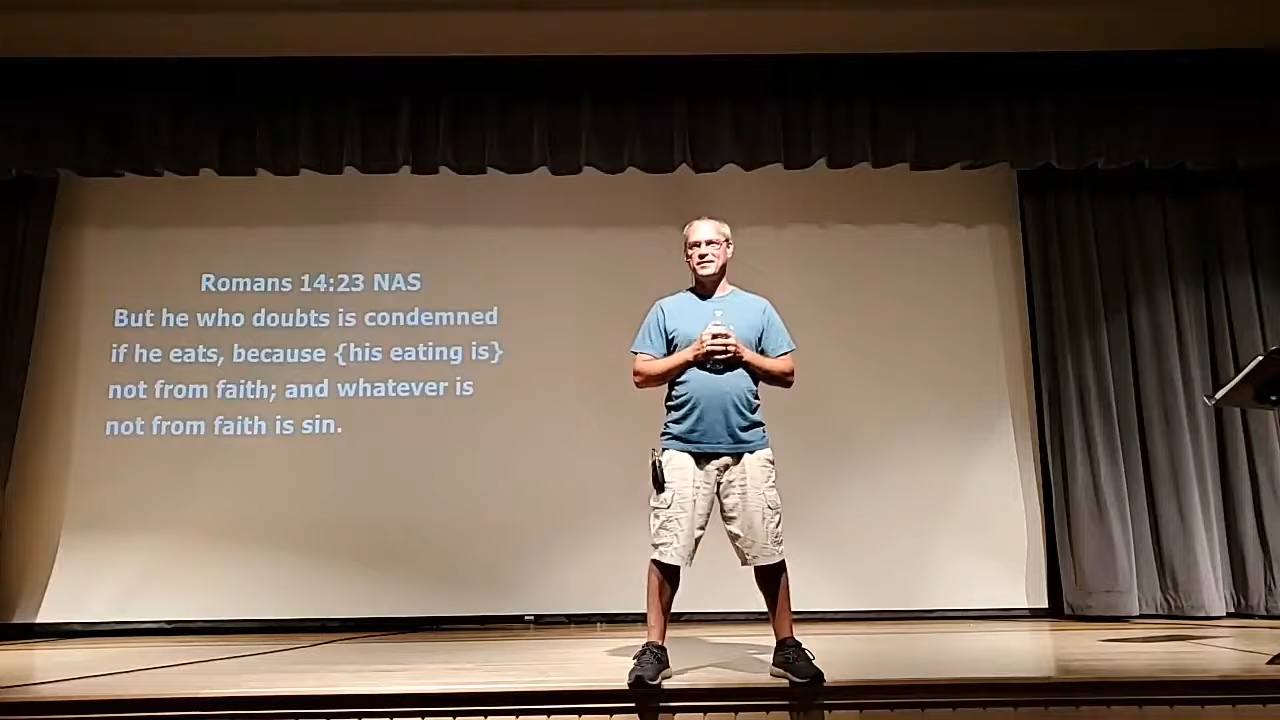 Romans 14:23 NAS
But he who doubts is condemned
if he eats, because {his eating is}
not from faith; and whatever is
not from faith is sin.